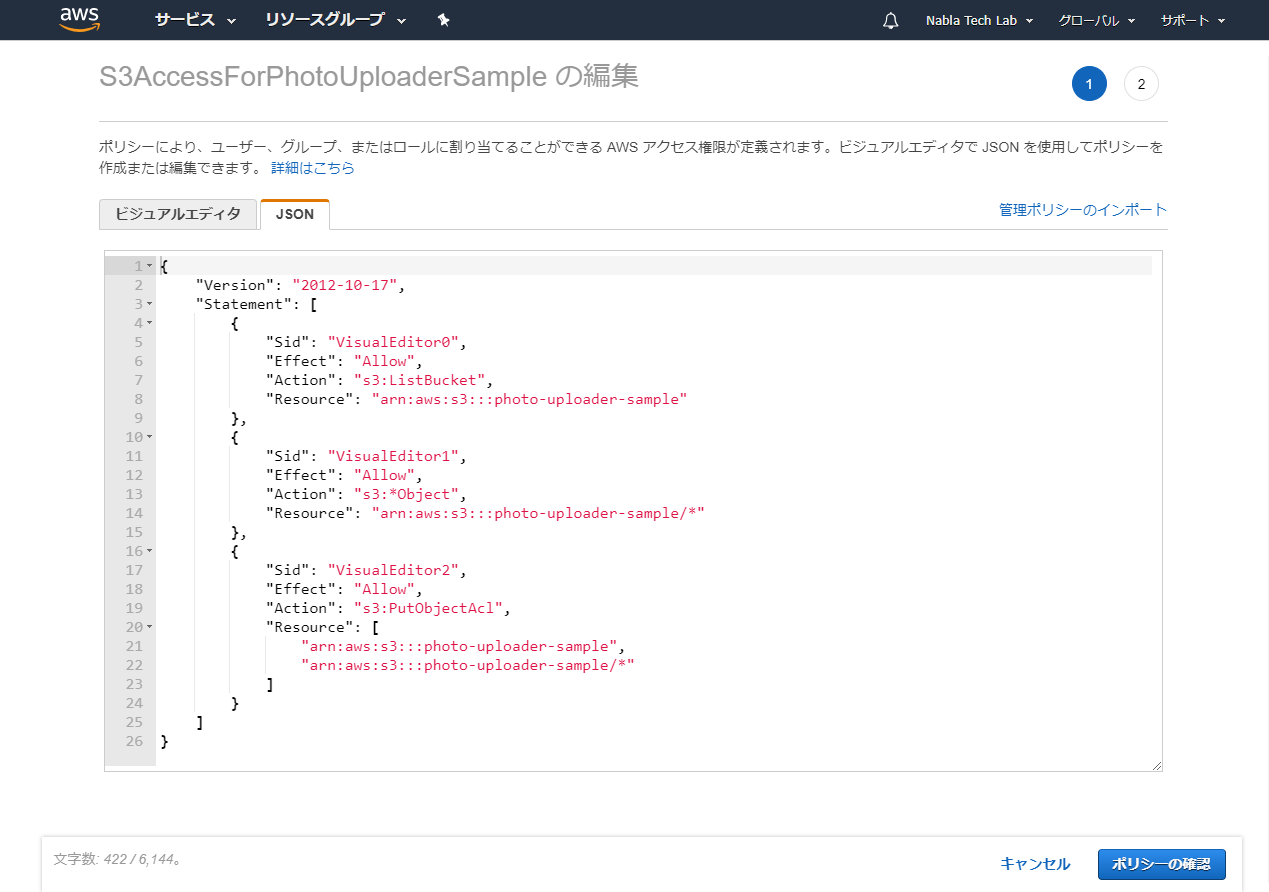 aws サービス リソースグループ Nabla Tech Lab グローバル サポート
S3AccessForPhotoUploaderSample の編集
1 2
ポリシーにより、ユーザー、グループ、またはロールに割り当てることができる AWS アクセス権限が定義されます。ビジュアルエディタで JSON を使用してポリシーを
作成または編集できます。 詳細はこちら
ビジュアルエディタ JSON 管理ポリシーのインポート
1 {
2     "Version": "2012-10-17",
3     "Statement": [
4         {
5             "Sid": "VisualEditor0",
6             "Effect": "Allow",
7             "Action": "s3:ListBucket",
8             "Resource": "arn:aws:s3:::photo-uploader-sample"
9         },
10         {
11             "Sid": "VisualEditor1",
12             "Effect": "Allow",
13             "Action": "s3:*Object",
14             "Resource": "arn:aws:s3:::photo-uploader-sample/*"
15         },
16         {
17             "Sid": "VisualEditor2",
18             "Effect": "Allow",
19             "Action": "s3:PutObjectAcl",
20             "Resource": [
21                 "arn:aws:s3:::photo-uploader-sample",
22                 "arn:aws:s3:::photo-uploader-sample/*"
23             ]
24         }
25     ]
26 }
文字数: 422 / 6,144。 キャンセル ポリシーの確認